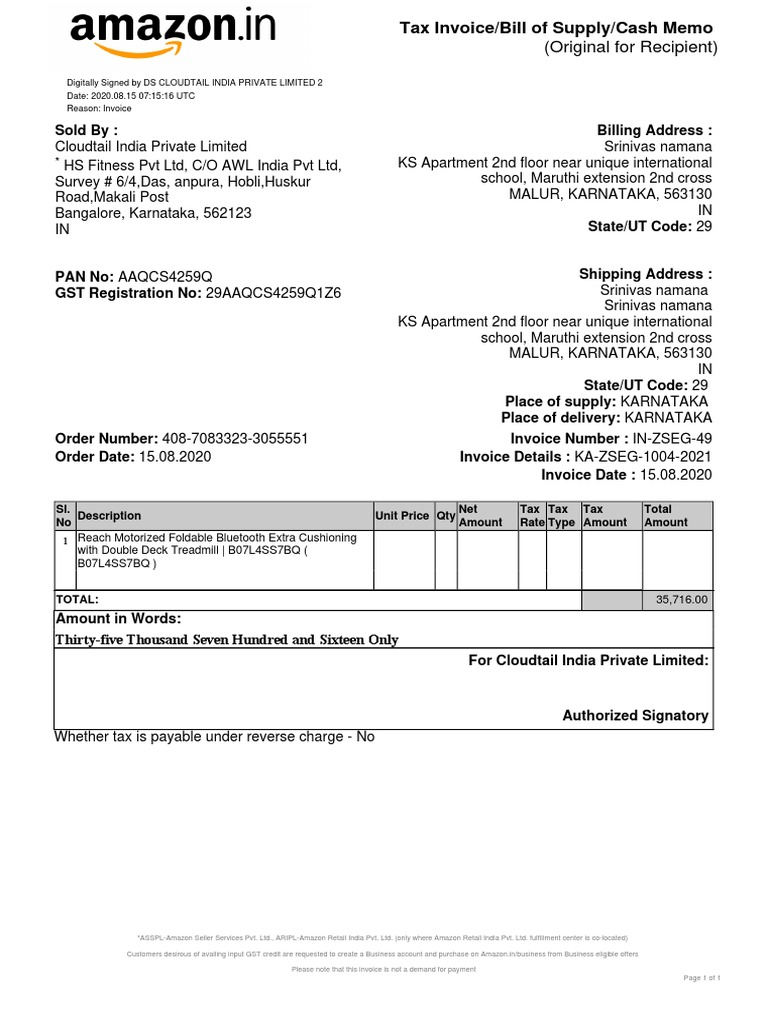 amazon.in
Tax Invoice/Bill of Supply/Cash Memo
(Original for Recipient)
Digitally Signed by DS CLOUDTAIL INDIA PRIVATE LIMITED 2
Date: 2020.08.15 07:15:16 UTC
Reason: Invoice
Sold By :
Cloudtail India Private Limited
* HS Fitness Pvt Ltd, C/O AWL India Pvt Ltd,
Survey # 6/4,Das, anpura, Hobli,Huskur
Road,Makali Post
Bangalore, Karnataka, 562123
IN
Billing Address :
Srinivas namana
KS Apartment 2nd floor near unique international
school, Maruthi extension 2nd cross
MALUR, KARNATAKA, 563130
IN
State/UT Code: 29
PAN No: AAQCS4259Q
GST Registration No: 29AAQCS4259Q1Z6
Shipping Address :
Srinivas namana
Srinivas namana
KS Apartment 2nd floor near unique international
school, Maruthi extension 2nd cross
MALUR, KARNATAKA, 563130
IN
State/UT Code: 29
Place of supply: KARNATAKA
Place of delivery: KARNATAKA
Order Number: 408-7083323-3055551
Order Date: 15.08.2020
Invoice Number : IN-ZSEG-49
Invoice Details : KA-ZSEG-1004-2021
Invoice Date : 15.08.2020
Sl. No Description Unit Price Qty Net Amount Tax Rate Tax Type Tax Amount Total Amount
1 Reach Motorized Foldable Bluetooth Extra Cushioning
with Double Deck Treadmill | B07L4SS7BQ (
B07L4SS7BQ )
TOTAL: 35,716.00
Amount in Words:
Thirty-five Thousand Seven Hundred and Sixteen Only
For Cloudtail India Private Limited:
Authorized Signatory
Whether tax is payable under reverse charge - No
*ASSPL-Amazon Seller Services Pvt. Ltd., ARIPL-Amazon Retail India Pvt. Ltd. (only where Amazon Retail India Pvt. Ltd. fulfillment center is co-located)
Customers desirous of availing input GST credit are requested to create a Business account and purchase on Amazon.in/business from Business eligible offers
Please note that this invoice is not a demand for payment
Page 1 of 1